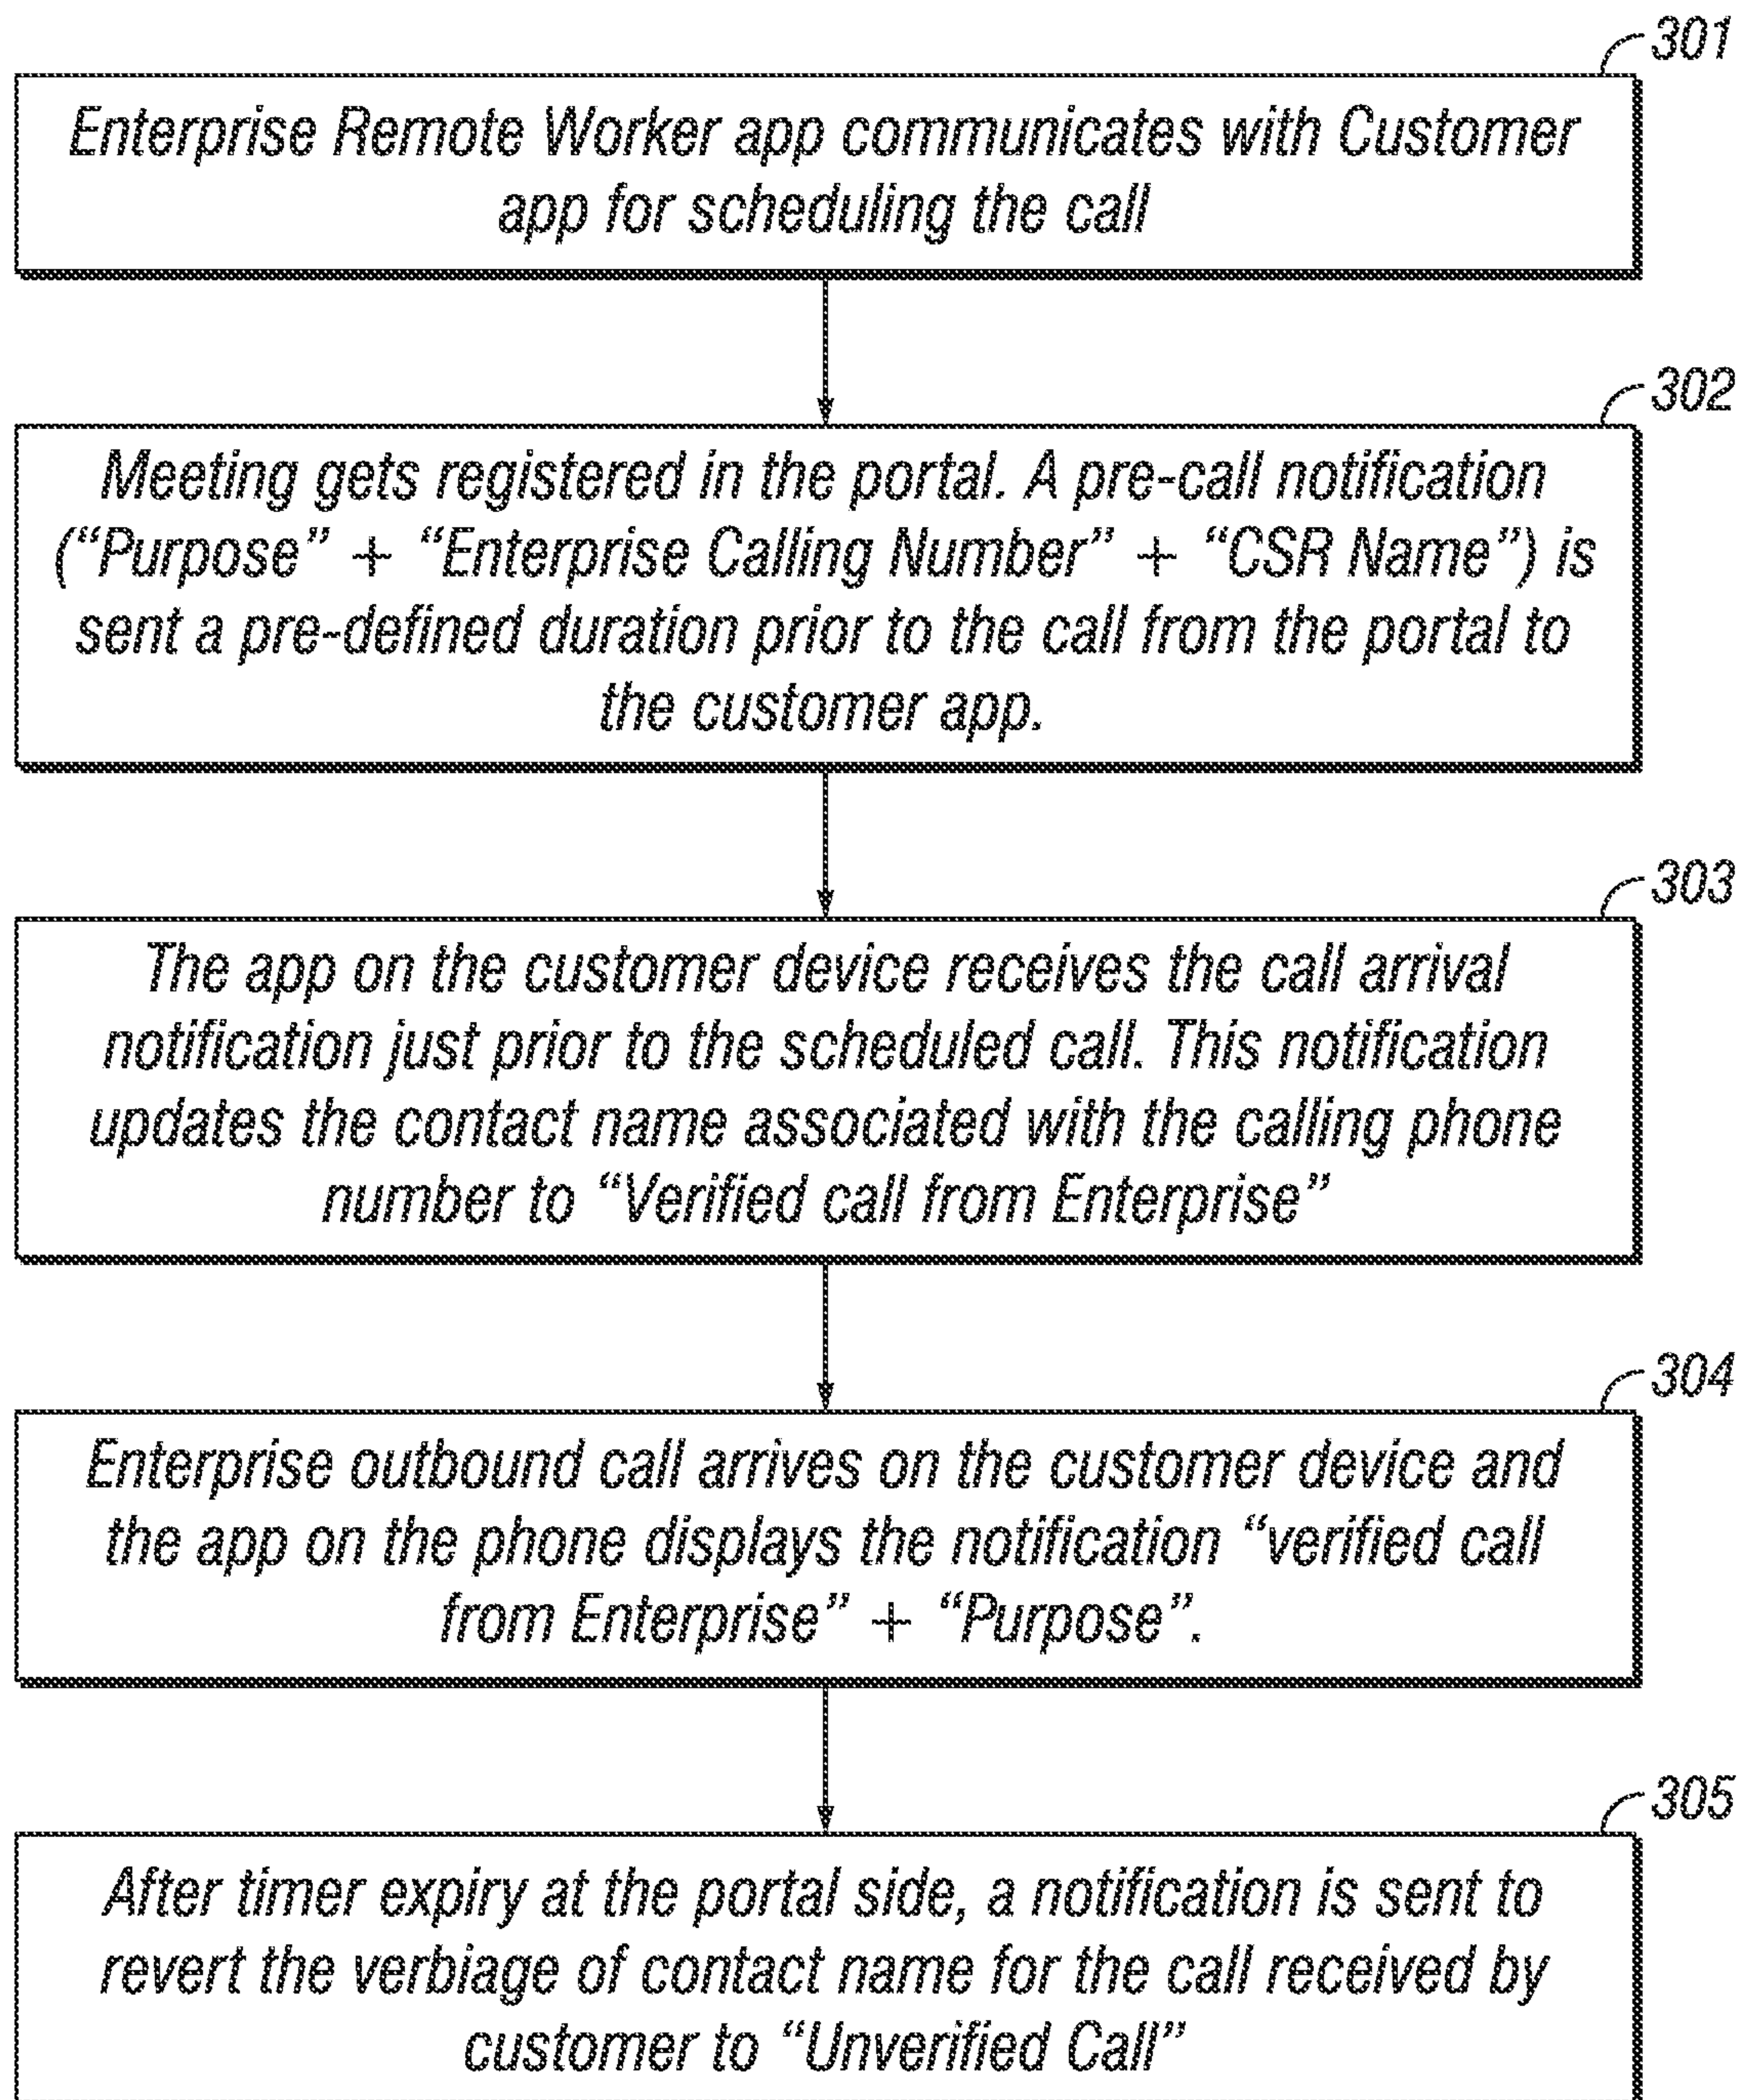 301
Enterprise Remote Worker app communicates with Customer
app for scheduling the call
302
Meeting gets registered in the portal. A pre-call notification
(“Purpose” + “Enterprise Calling Number” + “CSR Name”) is
sent a pre-defined duration prior to the call from the portal to
the customer app.
303
The app on the customer device receives the call arrival
notification just prior to the scheduled call. This notification
updates the contact name associated with the calling phone
number to “Verified call from Enterprise”
304
Enterprise outbound call arrives on the customer device and
the app on the phone displays the notification “verified call
from Enterprise” + “Purpose”.
305
After timer expiry at the portal side, a notification is sent to
revert the verbiage of contact name for the call received by
customer to “Unverified Call”